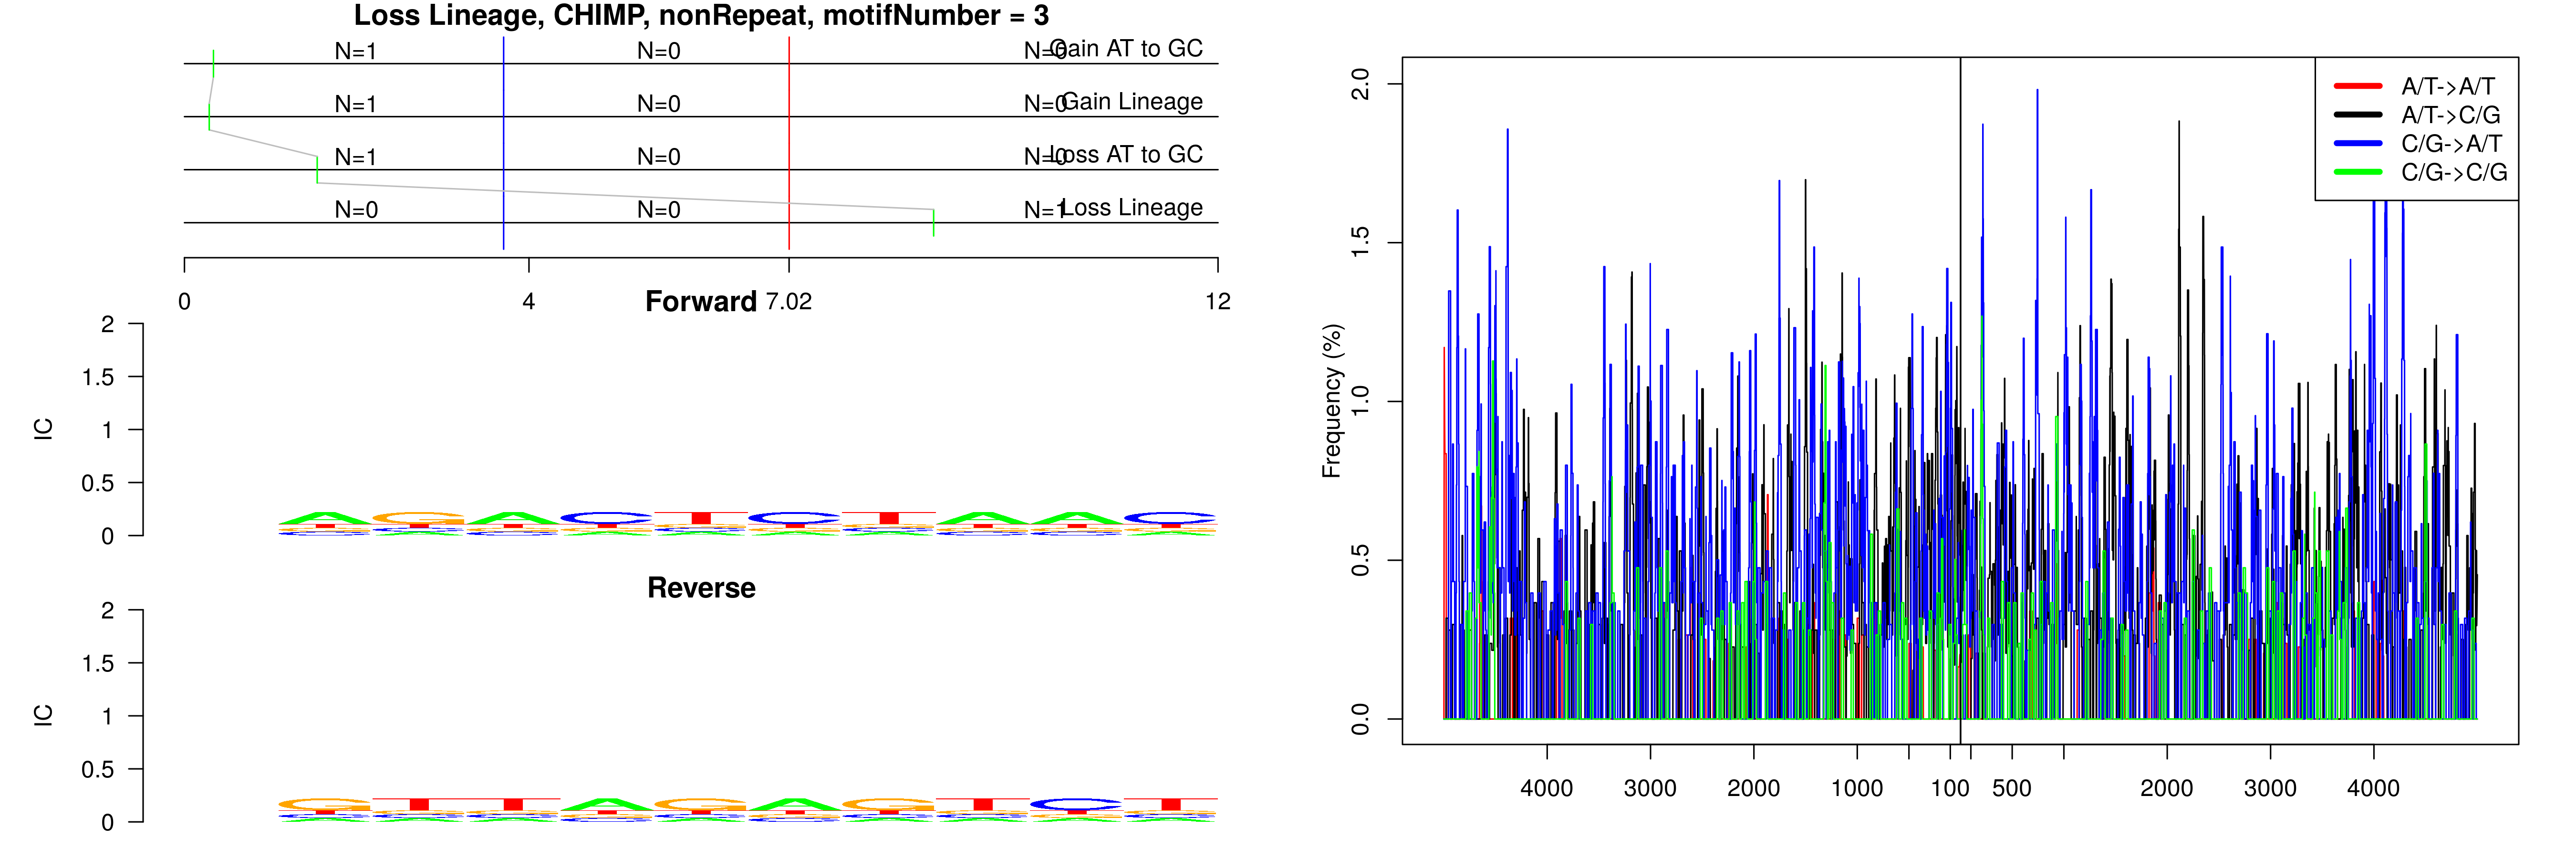 Loss Lineage, CHIMP, nonRepeat, motifNumber = 3
N=1 N=0 N=0 Gain AT to GC
N=1 N=0 N=0 Gain Lineage
N=1 N=0 N=0 Loss AT to GC
N=0 N=0 N=1 Loss Lineage
0 4 7.02 12
Forward
IC
2
1.5
1
0.5
0
AGACTCTAAC
Reverse
IC
2
1.5
1
0.5
0
GTTAGAGTCT
Frequency (%)
2.0
1.5
1.0
0.5
0.0
A/T->A/T
A/T->C/G
C/G->A/T
C/G->C/G
4000 3000 2000 1000 100 500 2000 3000 4000